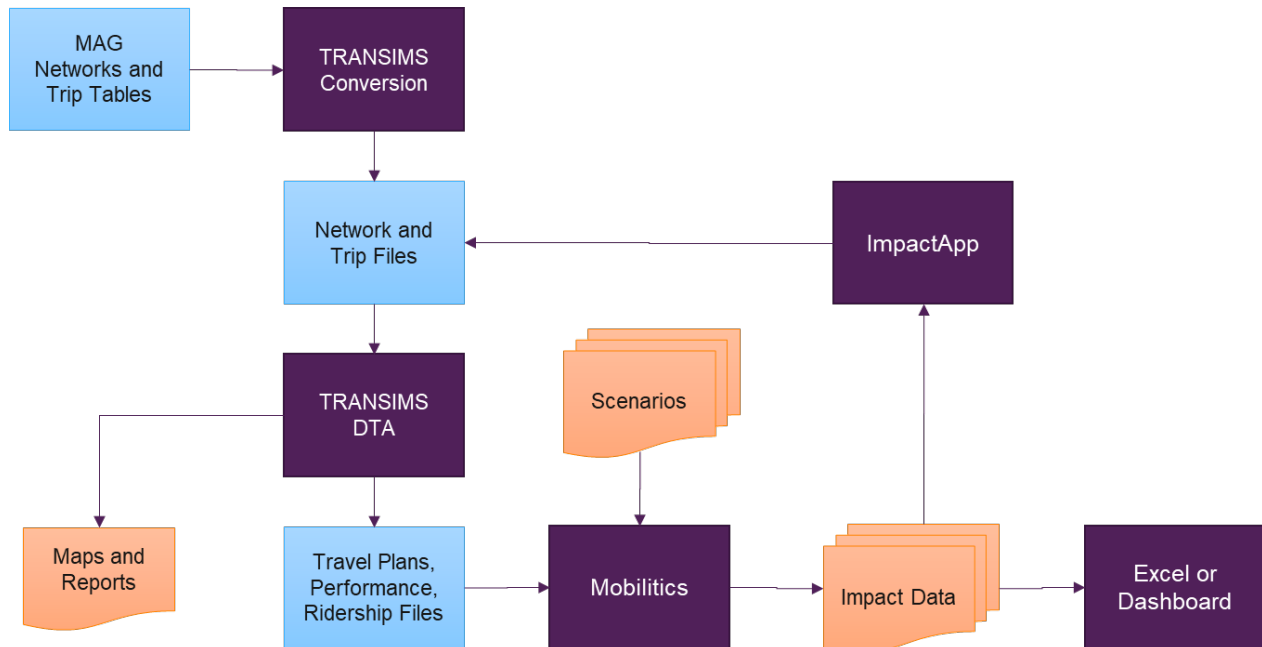 MAG
Networks and
Trip Tables
TRANSIMS
Conversion
Network and
Trip Files
ImpactApp
TRANSIMS
DTA
Scenarios
Maps and
Reports
Travel Plans,
Performance,
Ridership Files
Mobilitics
Impact Data
Excel or
Dashboard